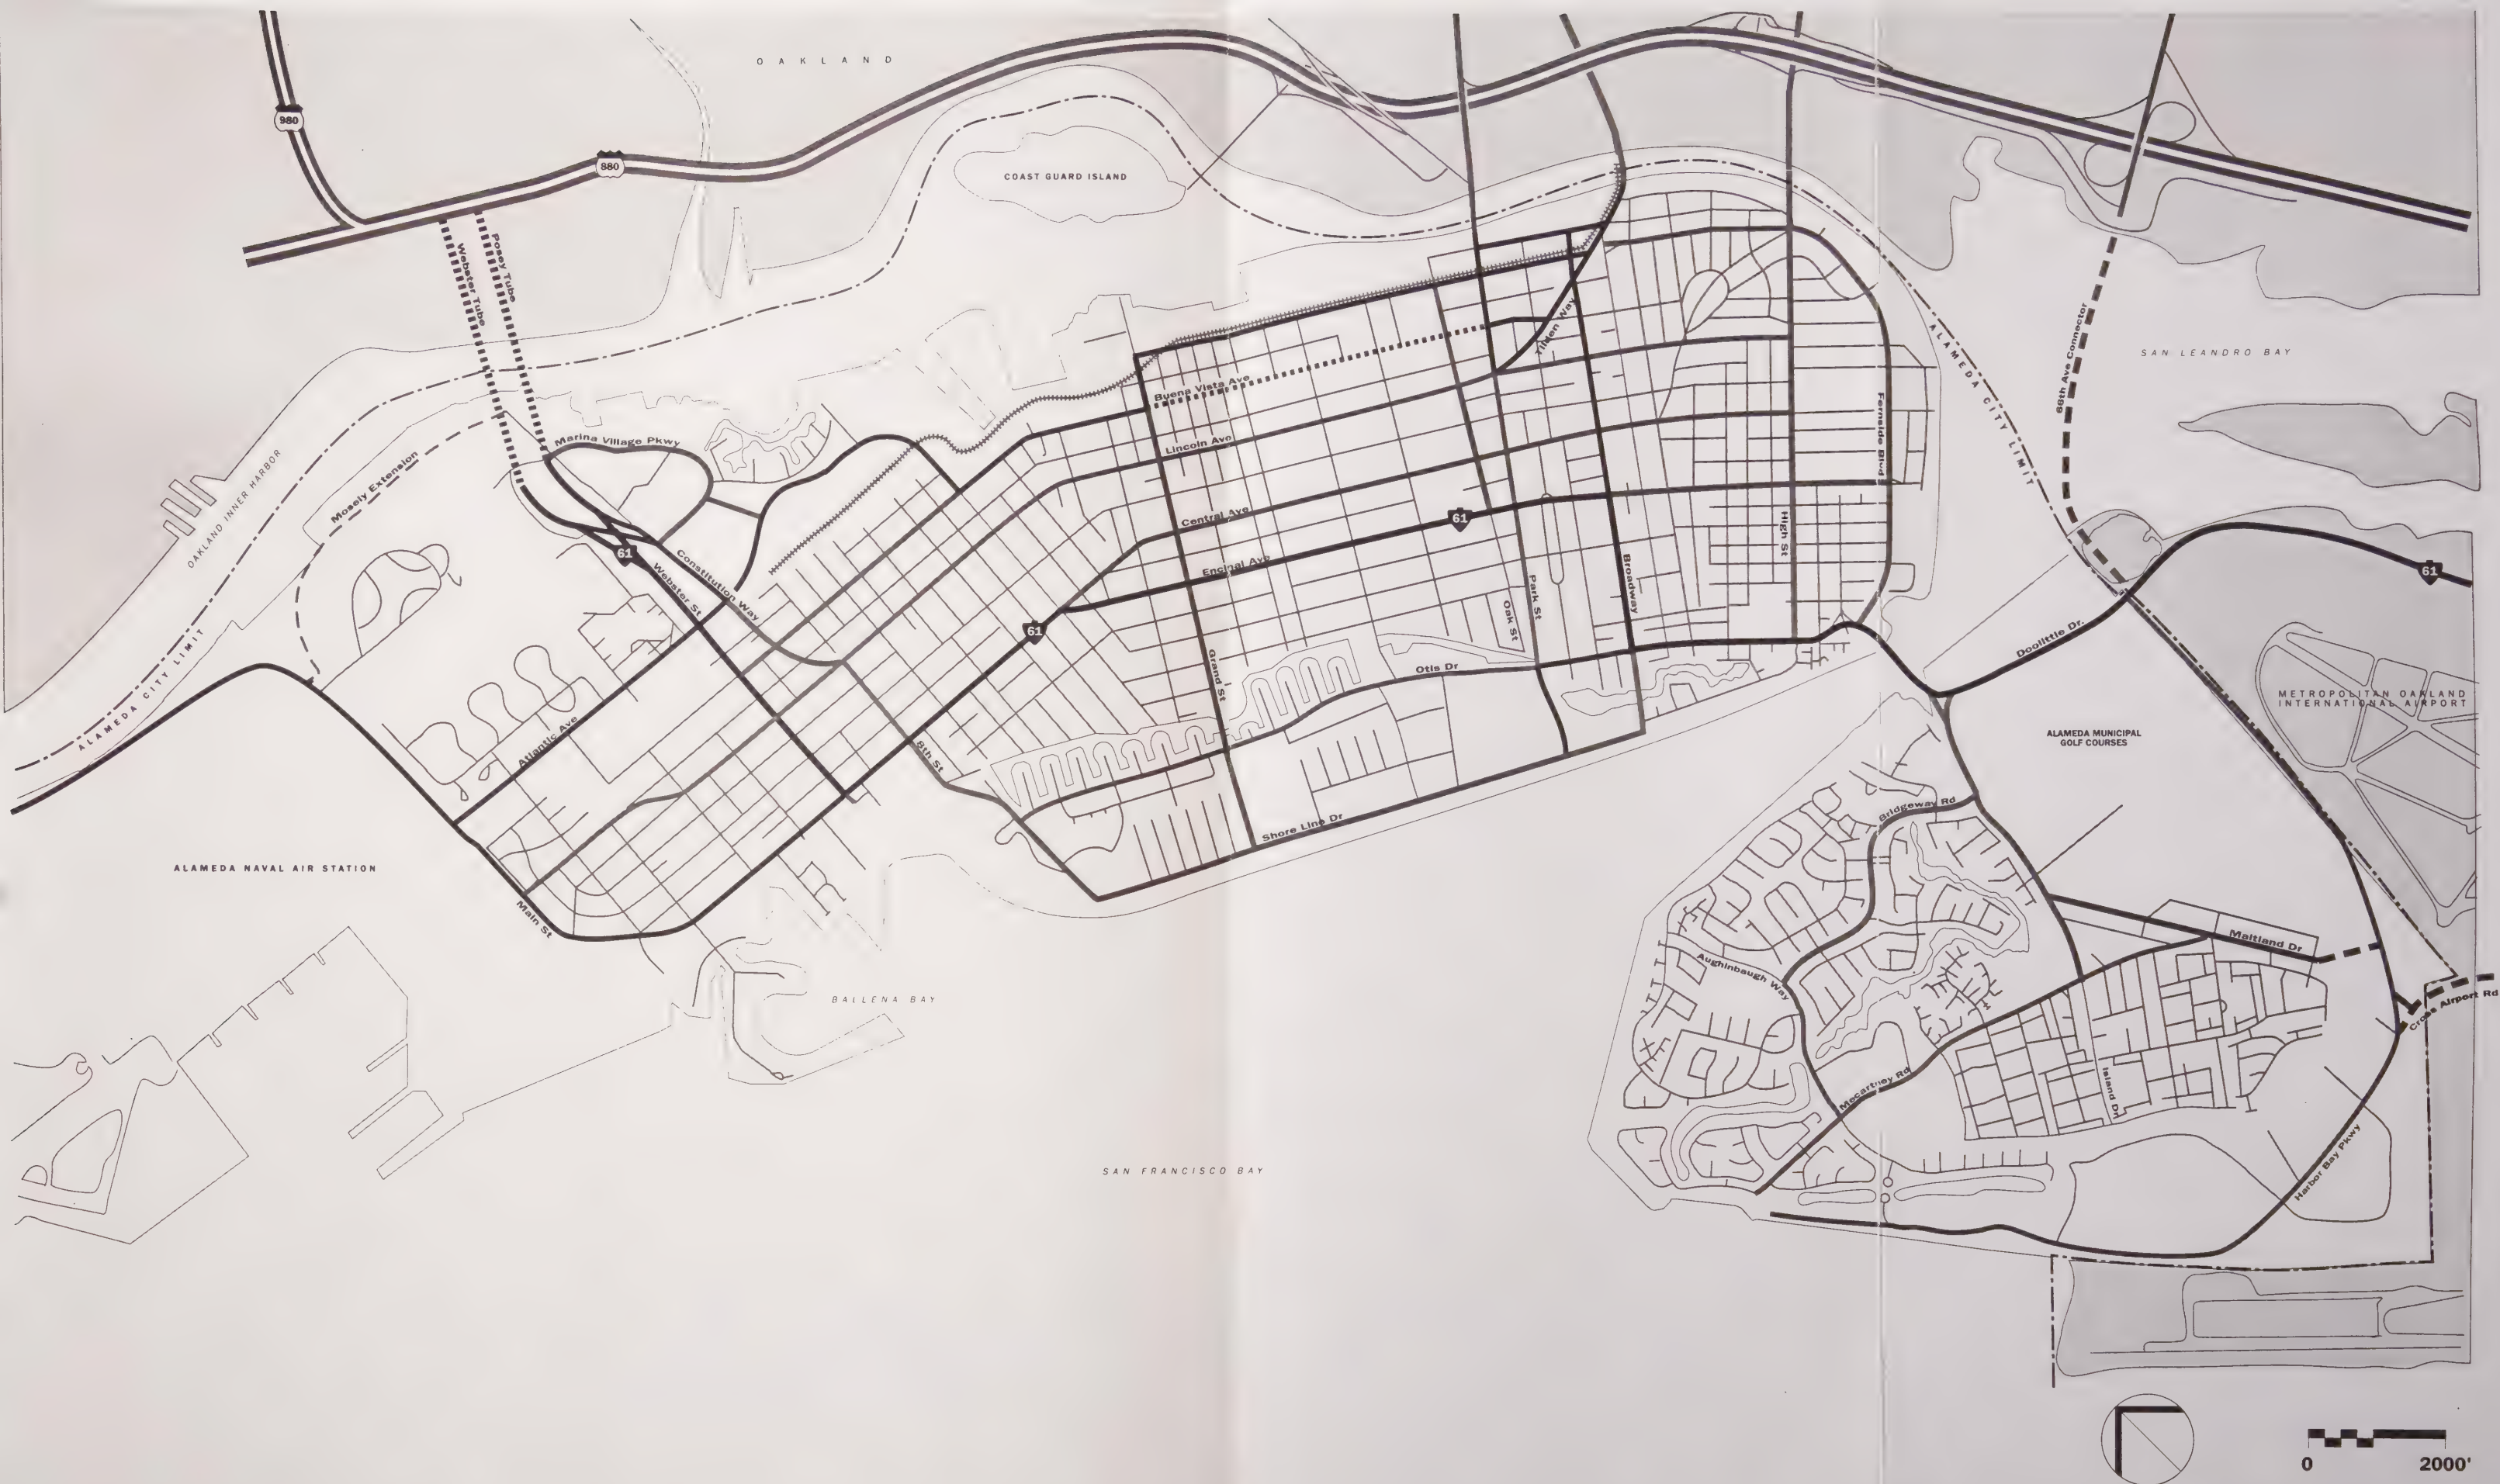 OAKLAND
980
880
COAST GUARD ISLAND
Webster Tube
Posey Tube
Tilden Way
ALAMEDA CITY LIMIT
66th Ave Connector
SAN LEANDRO BAY
Buena Vista Ave
Marina Village Pkwy
Lincoln Ave
Fernside Blvd
OAKLAND INNER HARBOR
Mosely Extension
Central Ave
61
High St
61
Constitution Way
Webster St
Encinal Ave
Broadway
61
Park St
Oak St
61
Doolittle Dr.
ALAMEDA CITY LIMIT
Grand St
Otis Dr
METROPOLITAN OAKLAND
INTERNATIONAL AIRPORT
ALAMEDA MUNICIPAL
GOLF COURSES
Atlantic Ave
8th St
Shore Line Dr
Bridgeway Rd
ALAMEDA NAVAL AIR STATION
Main St
Maitland Dr
Aughinbaugh Way
BALLENA BAY
Cross Airport Rd
Mecartney Rd
Island Dr
Harbor Bay Pkwy
SAN FRANCISCO BAY
0
2000'